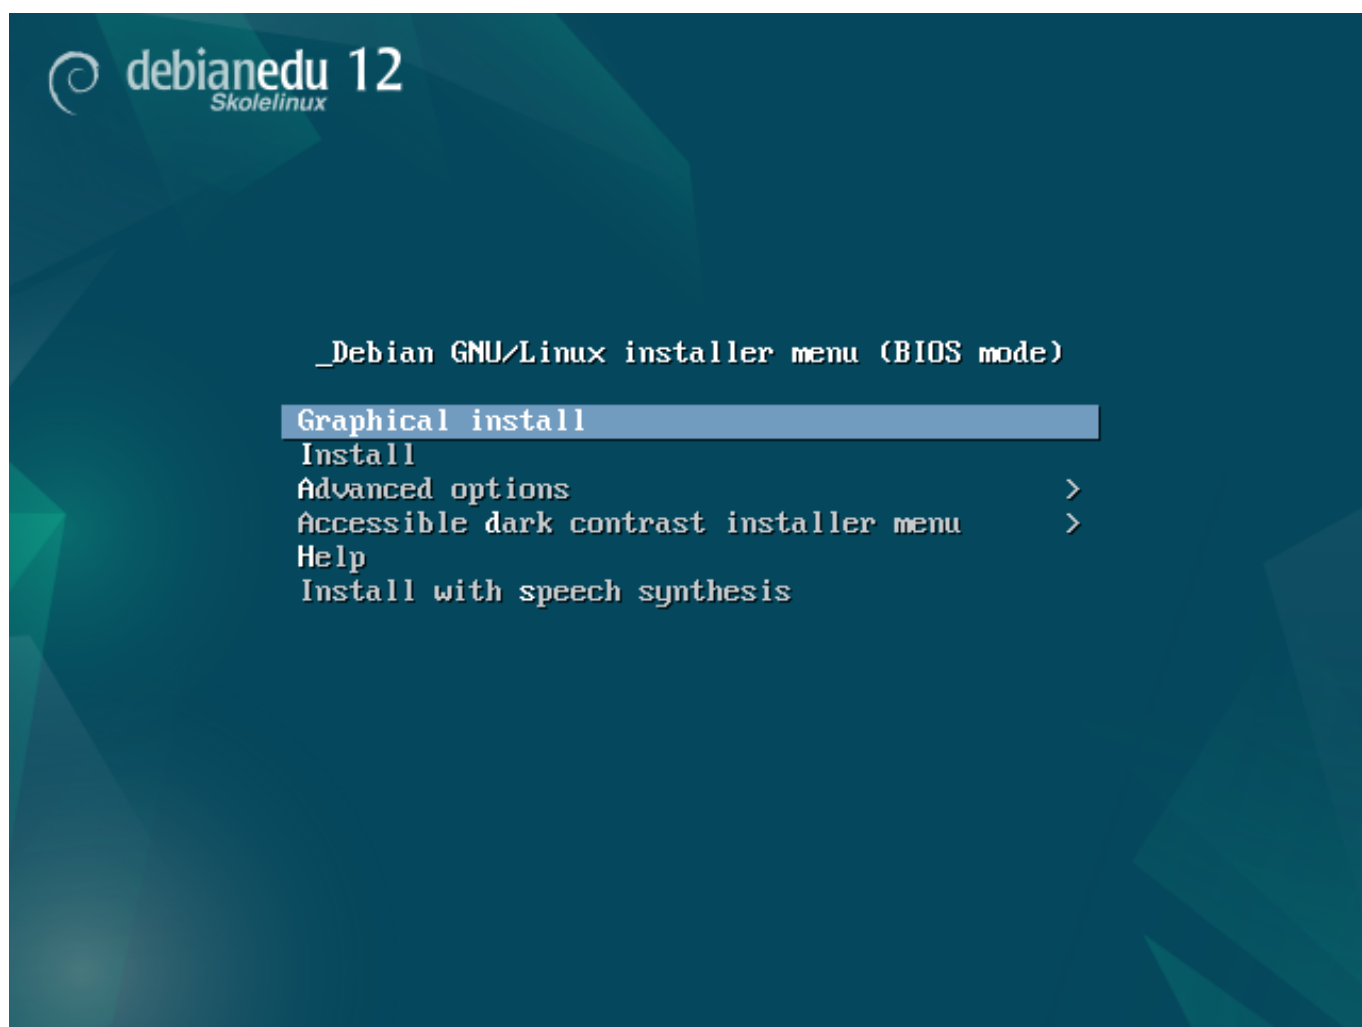 debianedu 12
Skolelinux
_Debian GNU/Linux installer menu (BIOS mode)
Graphical install
Install
Advanced options >
Accessible dark contrast installer menu >
Help
Install with speech synthesis